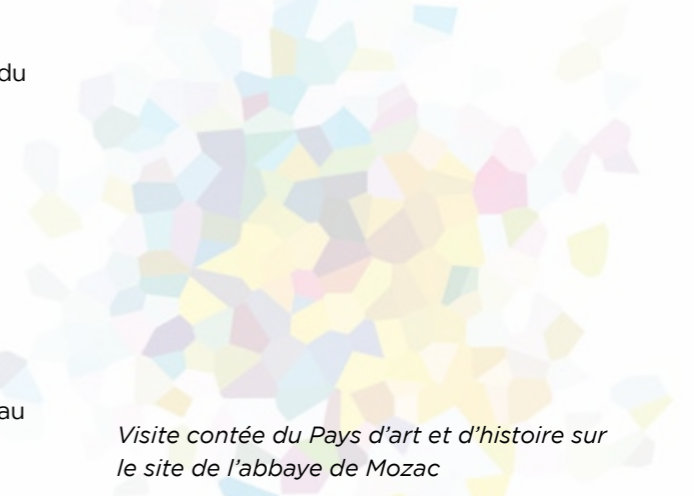 du
au
Visite contée du Pays d’art et d’histoire sur
le site de l’abbaye de Mozac